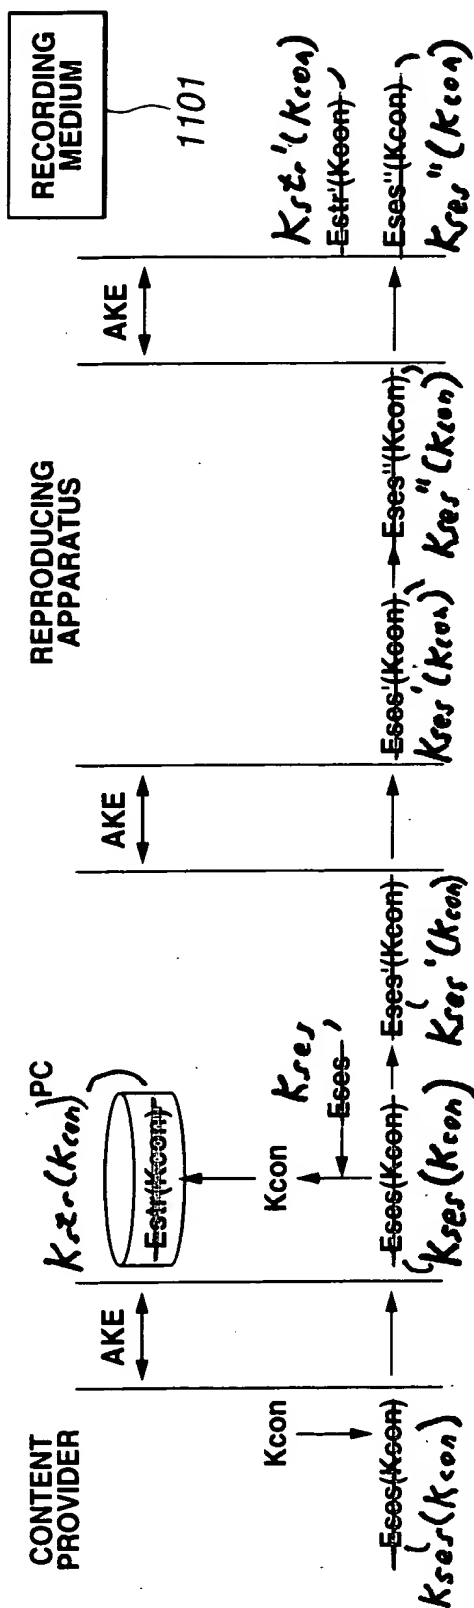 CONTENT
PROVIDER
Kcon
Eses(Kcon)
Kses(Kcon)
AKE
PC
Kstr(Kcon)
Estr(Kcon)
Kcon
Kses
Eses
Eses(Kcon)
Kses(Kcon)
Eses'(Kcon)
Kses'(Kcon)
AKE
REPRODUCING
APPARATUS
Eses'(Kcon)
Kses'(Kcon)
Eses"(Kcon)
Kses"(Kcon)
AKE
RECORDING
MEDIUM
1101
Kstr'(Kcon)
Estr'(Kcon)
Eses"(Kcon)
Kses"(Kcon)